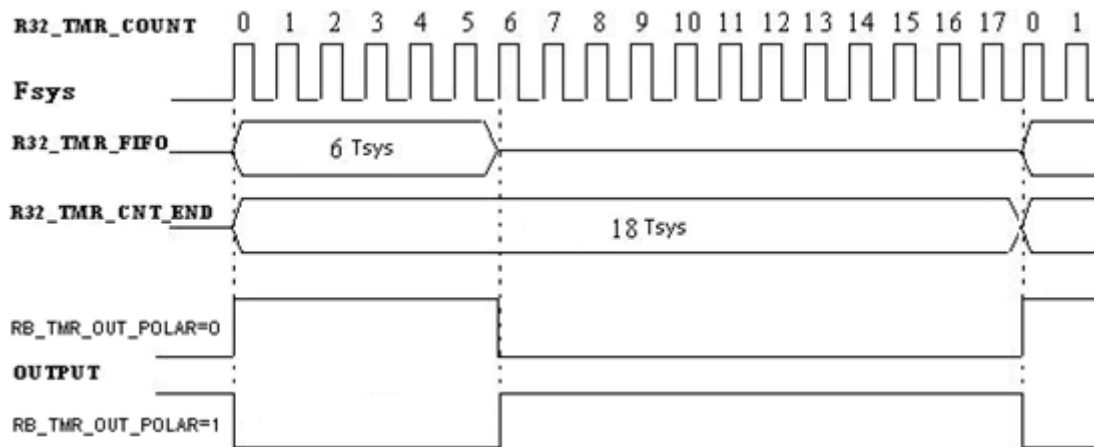 R32_TMR_COUNT 0 1 2 3 4 5 6 7 8 9 10 11 12 13 14 15 16 17 0 1
Fsys
R32_TMR_FIFO 6 Tsys
R32_TMR_CNT_END 18 Tsys
RB_TMR_OUT_POLAR=0
OUTPUT
RB_TMR_OUT_POLAR=1